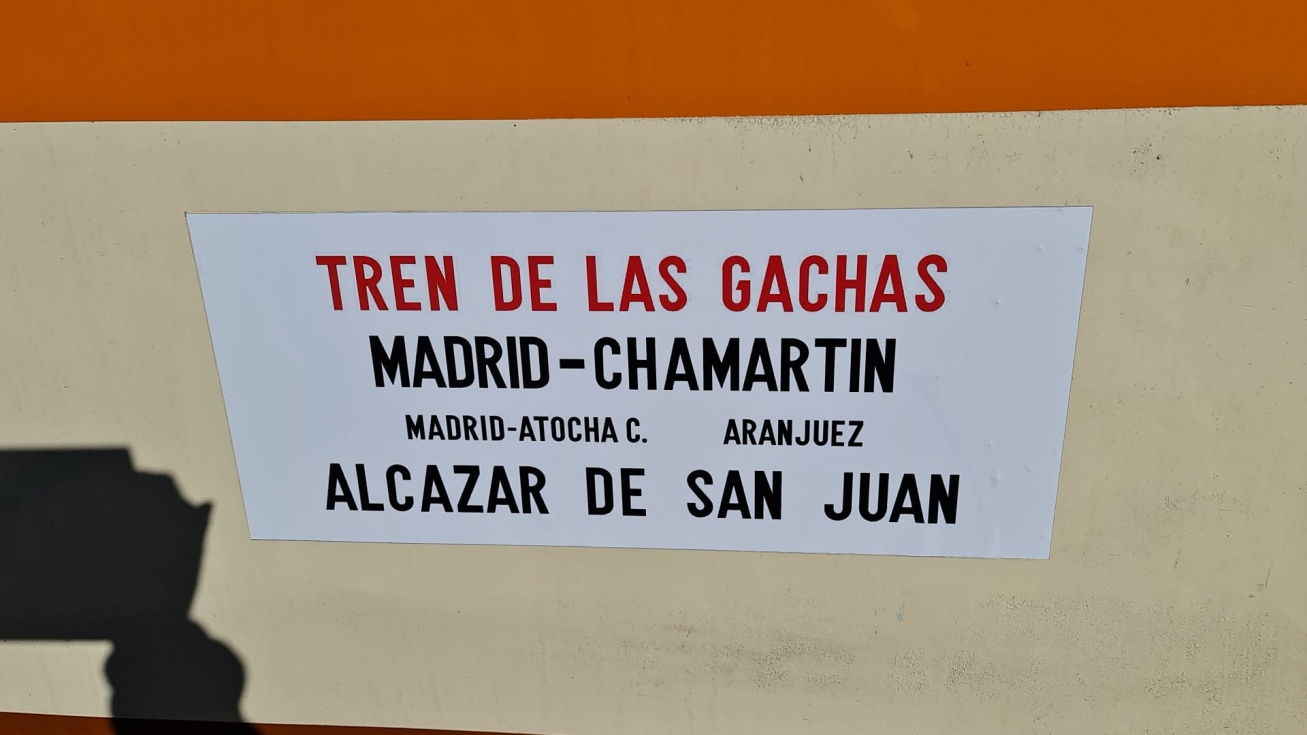 TREN DE LAS GACHAS
MADRID-CHAMARTIN
MADRID-ATOCHA C. ARANJUEZ
ALCAZAR DE SAN JUAN